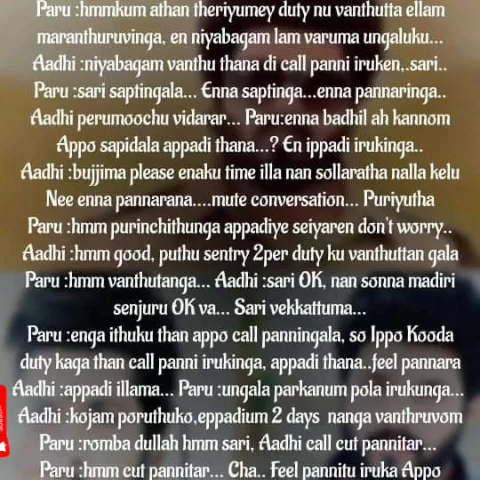 Paru :hmmkum athan theriyumey duty nu vanthutta ellam
maranthuruvinga, en niyabagam lam varuma ungaluku...
Aadhi :niyabagam vanthu thana di call panni iruken,.sari..
Paru :sari saptingala... Enna saptinga...enna pannaringa..
Aadhi perumoochu vidarar... Paru:enna badhil ah kannom
Appo sapidala appadi thana...? En ippadi irukinga..
Aadhi :bujjima please enaku time illa nan sollaratha nalla kelu
Nee enna pannarana....mute conversation... Puriyutha
Paru :hmm purinchithunga appadiye seiyaren don't worry..
Aadhi :hmm good, puthu sentry 2per duty ku vanthuttan gala
Paru :hmm vanthutanga... Aadhi :sari OK, nan sonna madiri
senjuru OK va... Sari vekkattuma...
Paru :enga ithuku than appo call panningala, so Ippo Kooda
duty kaga than call panni irukinga, appadi thana..feel pannara
Aadhi :appadi illama... Paru :ungala parkanum pola irukunga...
Aadhi :kojam poruthuko,eppadium 2 days nanga vanthruvom
Paru :romba dullah hmm sari, Aadhi call cut pannitar...
Paru :hmm cut pannitar... Cha.. Feel pannitu iruka Appo